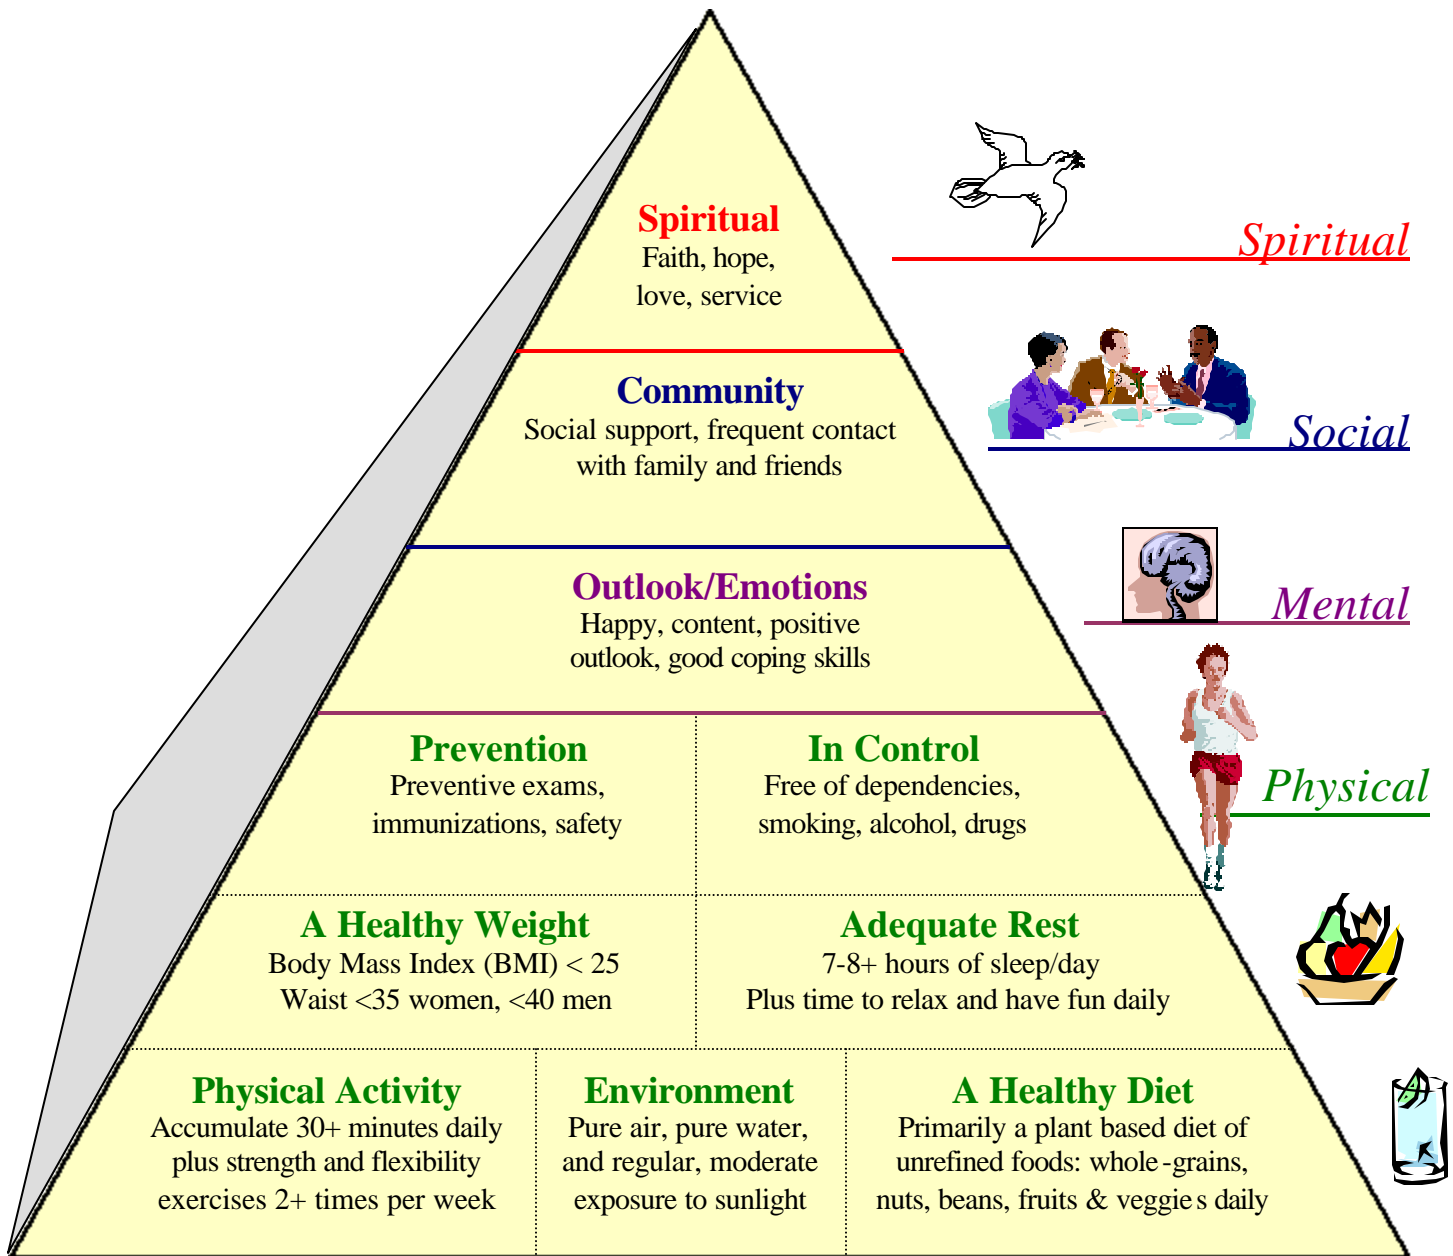 Spiritual
Faith, hope,
love, service
Spiritual
Community
Social support, frequent contact
with family and friends
Social
Outlook/Emotions
Happy, content, positive
outlook, good coping skills
Mental
Prevention
Preventive exams,
immunizations, safety
In Control
Free of dependencies,
smoking, alcohol, drugs
Physical
A Healthy Weight
Body Mass Index (BMI) < 25
Waist <35 women, <40 men
Adequate Rest
7-8+ hours of sleep/day
Plus time to relax and have fun daily
Physical Activity
Accumulate 30+ minutes daily
plus strength and flexibility
exercises 2+ times per week
Environment
Pure air, pure water,
and regular, moderate
exposure to sunlight
A Healthy Diet
Primarily a plant based diet of
unrefined foods: whole-grains,
nuts, beans, fruits & veggies daily